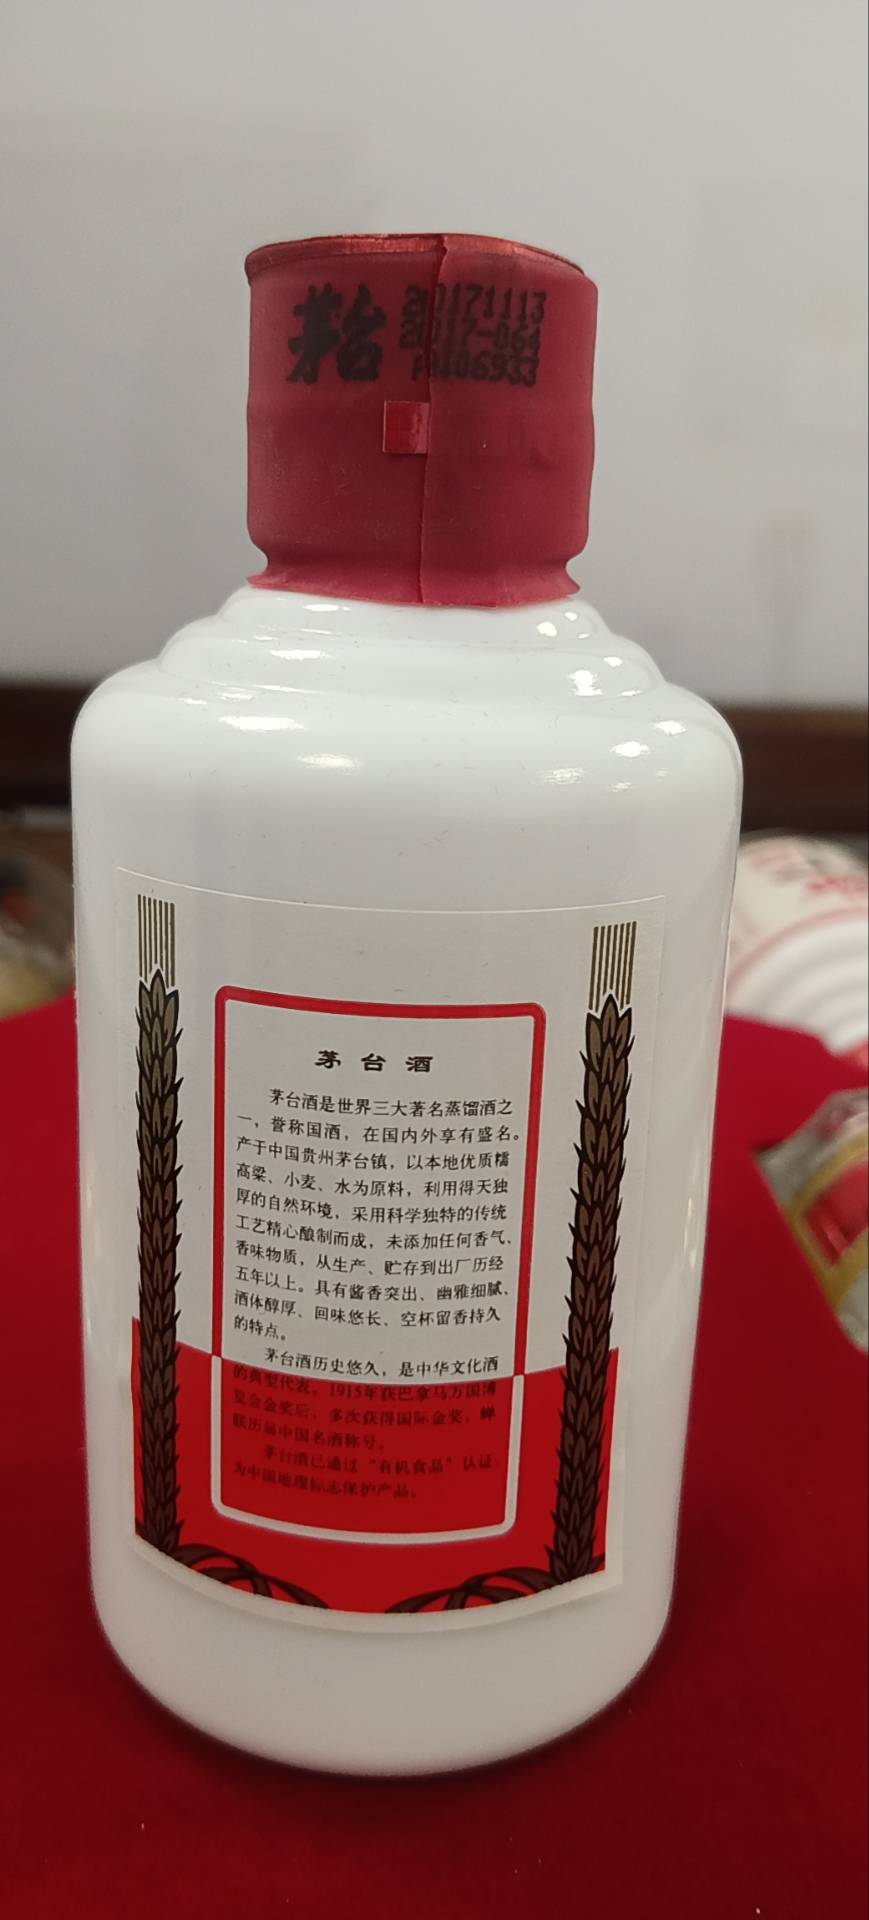 茅台
20171113
2017-064
106933
茅台酒
茅台酒是世界三大著名蒸馏酒之
一，誉称国酒，在国内外享有盛名。
产于中国贵州茅台镇，以本地优质糯
高粱、小麦、水为原料，利用得天独
厚的自然环境，采用科学独特的传统
工艺精心酿制而成，未添加任何香气、
香味物质，从生产、贮存到出厂历经
五年以上。具有酱香突出、幽雅细腻、
酒体醇厚、回味悠长、空杯留香持久
的特点。
茅台酒历史悠久，是中华文化酒
的典型代表。1915年获巴拿马万国博
览会金奖后，多次获得国际金奖，蝉
联历届中国名酒称号。
茅台酒已通过“有机食品”认证，
为中国地理标志保护产品。